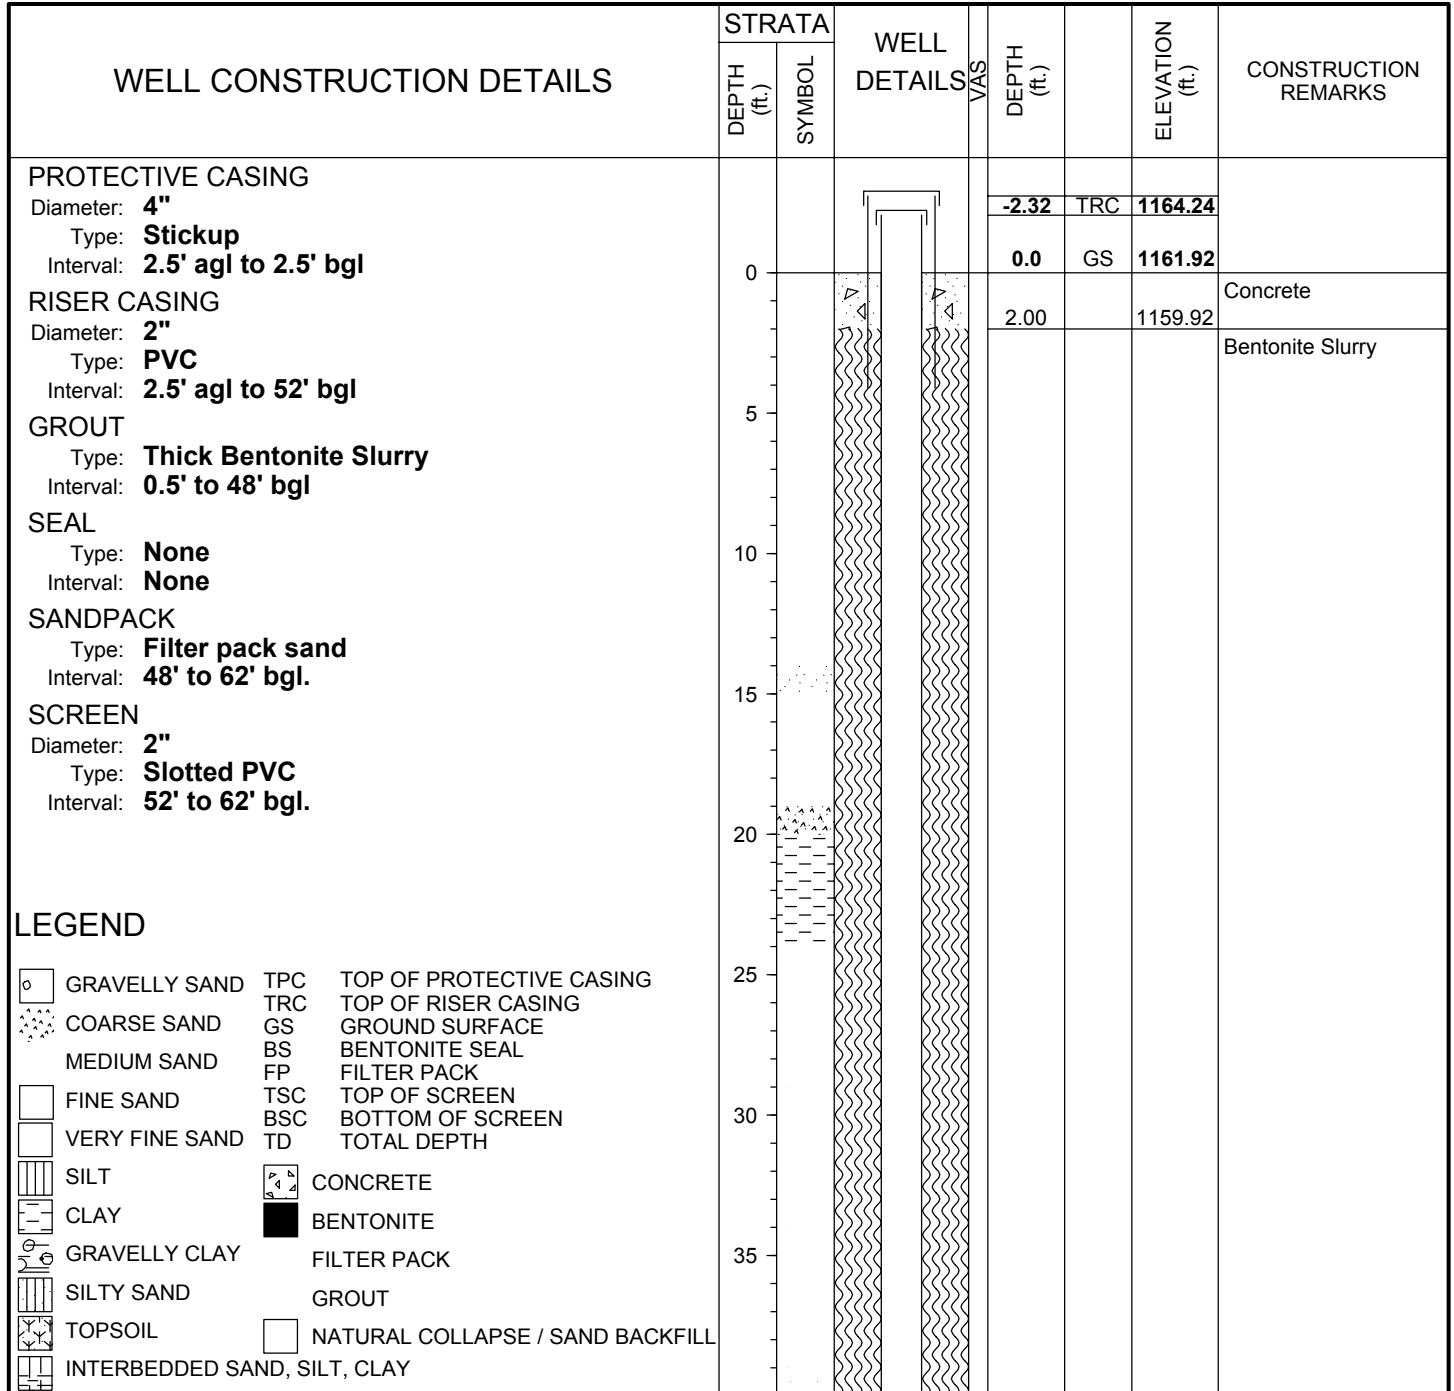 WELL CONSTRUCTION DETAILS
STRATA
DEPTH
(ft.)
SYMBOL
WELL
DETAILS
VAS
DEPTH
(ft.)
ELEVATION
(ft.)
CONSTRUCTION
REMARKS
PROTECTIVE CASING
Diameter: 4"
Type: Stickup
Interval: 2.5' agl to 2.5' bgl
RISER CASING
Diameter: 2"
Type: PVC
Interval: 2.5' agl to 52' bgl
GROUT
Type: Thick Bentonite Slurry
Interval: 0.5' to 48' bgl
SEAL
Type: None
Interval: None
SANDPACK
Type: Filter pack sand
Interval: 48' to 62' bgl.
SCREEN
Diameter: 2"
Type: Slotted PVC
Interval: 52' to 62' bgl.
LEGEND
GRAVELLY SAND
COARSE SAND
MEDIUM SAND
FINE SAND
VERY FINE SAND
SILT
CLAY
GRAVELLY CLAY
SILTY SAND
TOPSOIL
INTERBEDDED SAND, SILT, CLAY
TPC TOP OF PROTECTIVE CASING
TRC TOP OF RISER CASING
GS GROUND SURFACE
BS BENTONITE SEAL
FP FILTER PACK
TSC TOP OF SCREEN
BSC BOTTOM OF SCREEN
TD TOTAL DEPTH
CONCRETE
BENTONITE
FILTER PACK
GROUT
NATURAL COLLAPSE / SAND BACKFILL
0
5
10
15
20
25
30
35
-2.32 TRC 1164.24
0.0 GS 1161.92
Concrete
2.00 1159.92
Bentonite Slurry